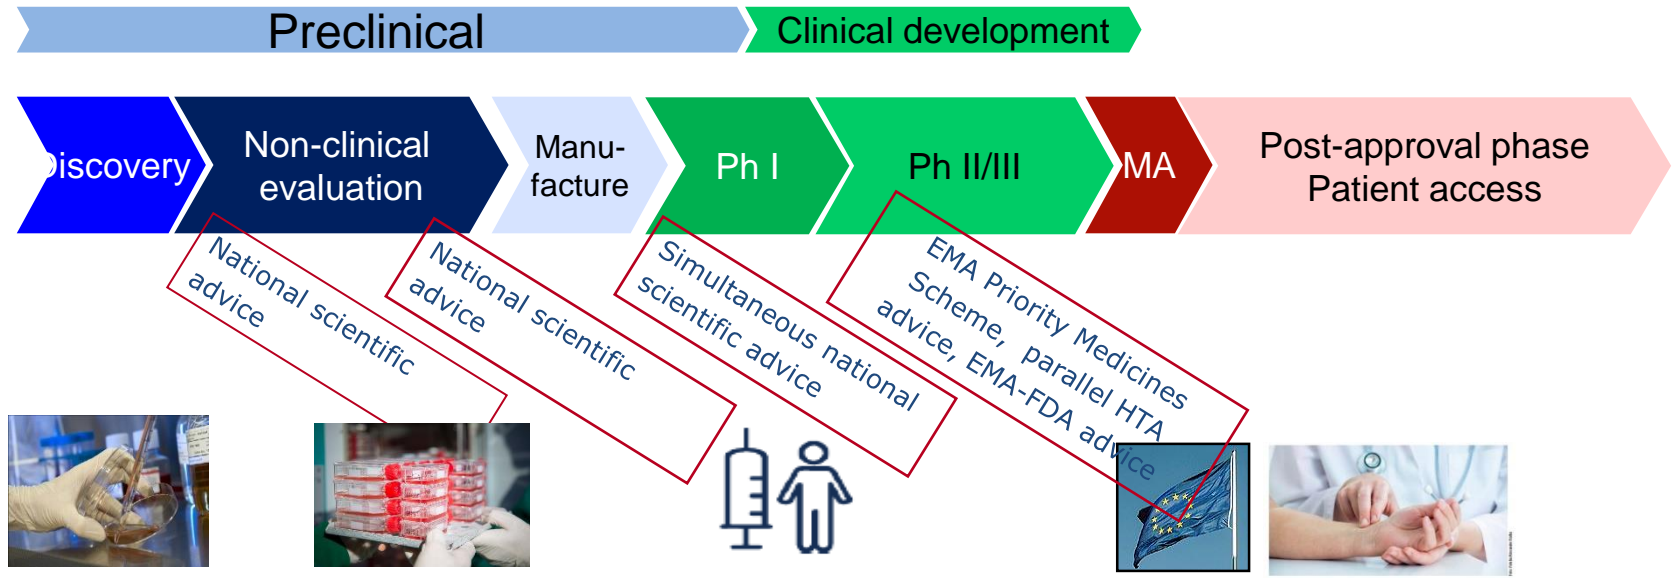 Preclinical
Clinical development
Discovery
Non-clinical
evaluation
Manu-
facture
Ph I
Ph II/III
MA
Post-approval phase
Patient access
National scientific
advice
National scientific
advice
Simultaneous national
scientific advice
EMA Priority Medicines
Scheme, parallel HTA
advice, EMA-FDA advice